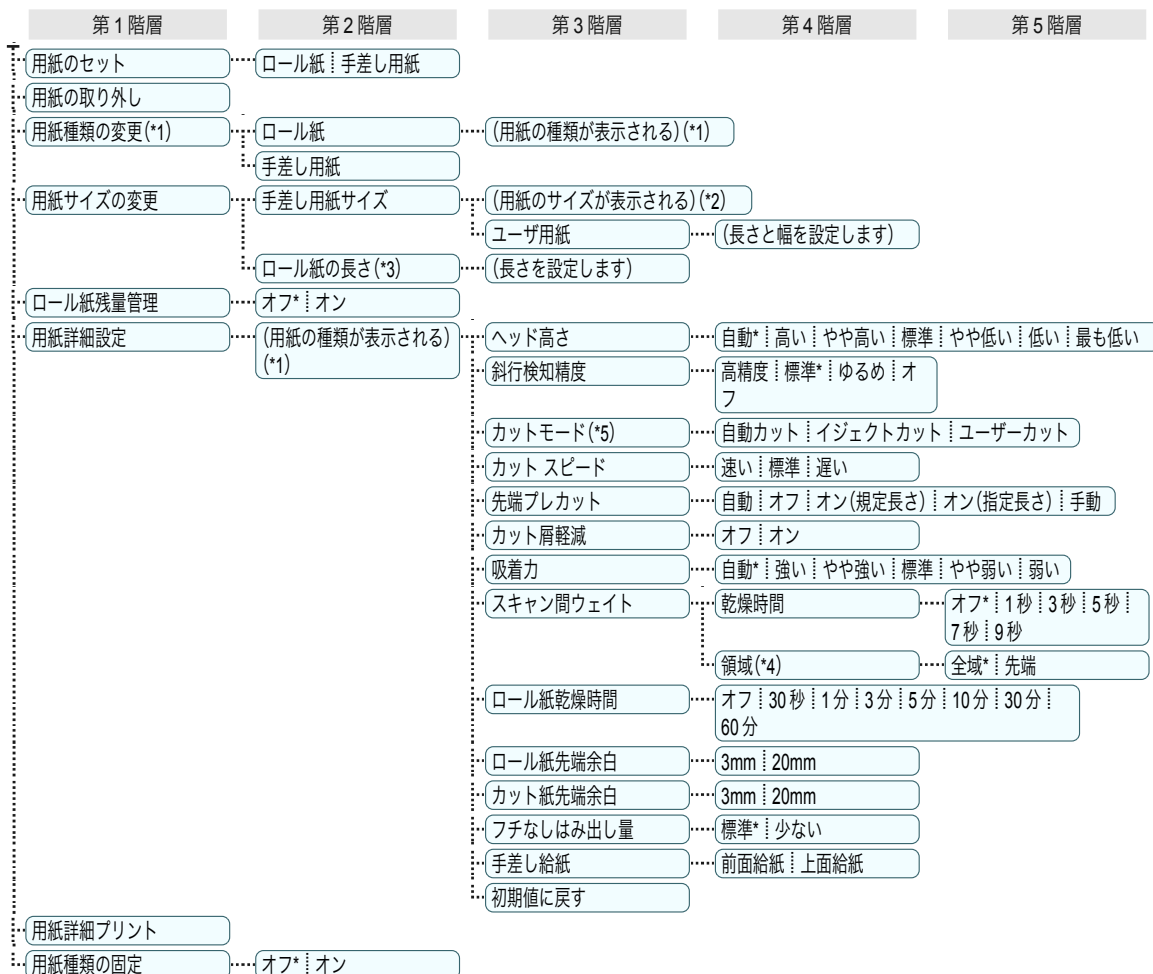 第1階層 第2階層 第3階層 第4階層 第5階層
用紙のセット ロール紙┊手差し用紙
用紙の取り外し
用紙種類の変更(*1) ロール紙 (用紙の種類が表示される)(*1)
手差し用紙
用紙サイズの変更 手差し用紙サイズ (用紙のサイズが表示される)(*2)
ユーザ用紙 (長さと幅を設定します)
ロール紙の長さ(*3) (長さを設定します)
ロール紙残量管理 オフ*┊オン
用紙詳細設定 (用紙の種類が表示される) ヘッド高さ 自動*┊高い┊やや高い┊標準┊やや低い┊低い┊最も低い
(*1)
斜行検知精度 高精度┊標準*┊ゆるめ┊オ
フ
カットモード(*5) 自動カット┊イジェクトカット┊ユーザーカット
カット スピード 速い┊標準┊遅い
先端プレカット 自動┊オフ┊オン(規定長さ)┊オン(指定長さ)┊手動
カット屑軽減 オフ┊オン
吸着力 自動*┊強い┊やや強い┊標準┊やや弱い┊弱い
スキャン間ウェイト 乾燥時間 オフ*┊1秒┊3秒┊5秒┊
7秒┊9秒
領域(*4) 全域*┊先端
ロール紙乾燥時間 オフ┊30秒┊1分┊3分┊5分┊10分┊30分┊
60分
ロール紙先端余白 3mm┊20mm
カット紙先端余白 3mm┊20mm
フチなしはみ出し量 標準*┊少ない
手差し給紙 前面給紙┊上面給紙
初期値に戻す
用紙詳細プリント
用紙種類の固定 オフ*┊オン